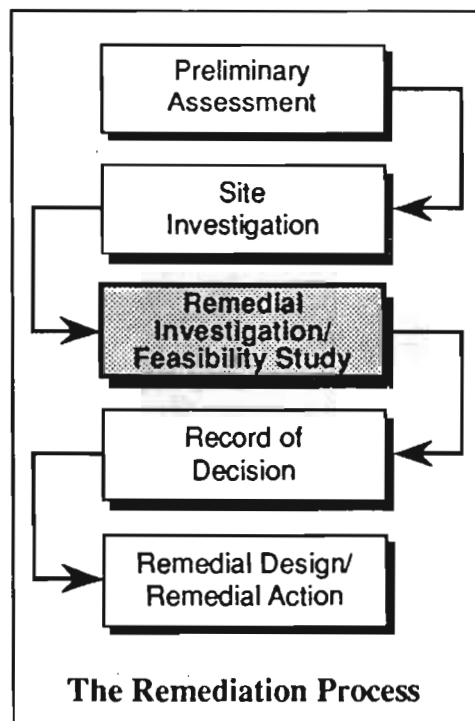 Preliminary
Assessment
Site
Investigation
Remedial
Investigation/
Feasibility Study
Record of
Decision
Remedial Design/
Remedial Action
The Remediation Process